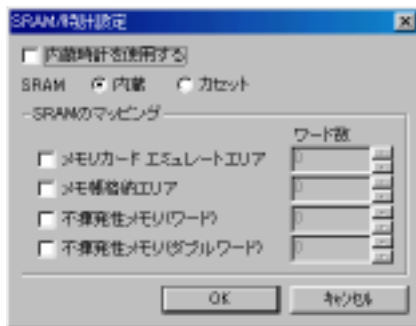 SRAM/時計設定
内蔵時計を使用する
SRAM 内蔵 カセット
SRAMのマッピング
ワード数
メモリカード エミュレートエリア 0
メモ帳格納エリア 0
不揮発性メモリ(ワード) 0
不揮発性メモリ(ダブルワード) 0
OK キャンセル